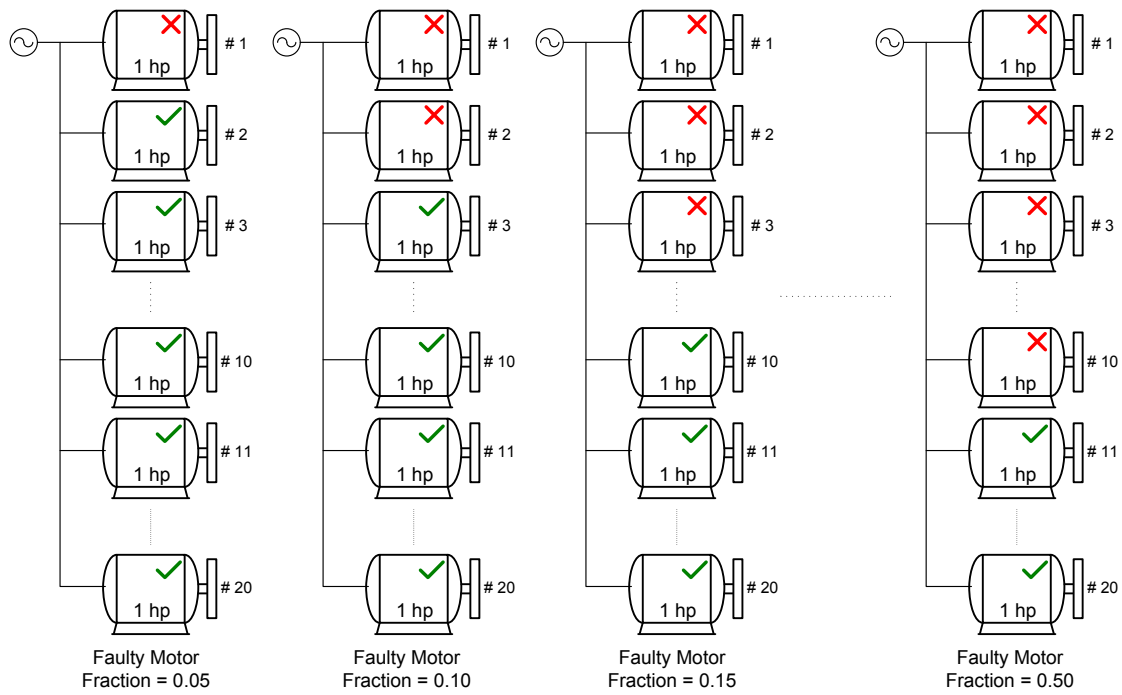 1 hp
# 1
1 hp
# 2
1 hp
# 3
1 hp
# 10
1 hp
# 11
1 hp
# 20
Faulty Motor
Fraction = 0.05
1 hp
# 1
1 hp
# 2
1 hp
# 3
1 hp
# 10
1 hp
# 11
1 hp
# 20
Faulty Motor
Fraction = 0.10
1 hp
# 1
1 hp
# 2
1 hp
# 3
1 hp
# 10
1 hp
# 11
1 hp
# 20
Faulty Motor
Fraction = 0.15
1 hp
# 1
1 hp
# 2
1 hp
# 3
1 hp
# 10
1 hp
# 11
1 hp
# 20
Faulty Motor
Fraction = 0.50